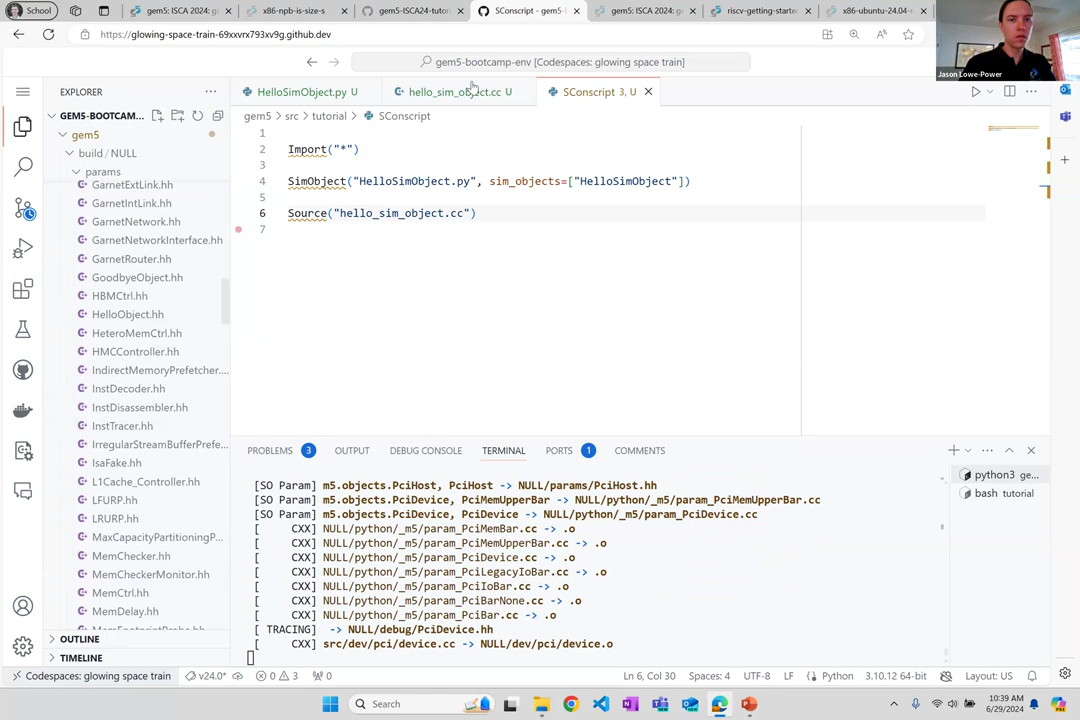 School
gem5: ISCA 2024: g
x86-npb-is-size-s
gem5-ISCA24-tutor
SConscript - gem5-
gem5: ISCA 2024: g
riscv-getting-starte
x86-ubuntu-24.04-
https://glowing-space-train-69xxvrx793xv9g.github.dev
Jason Lowe-Power
gem5-bootcamp-env [Codespaces: glowing space train]
EXPLORER
HelloSimObject.py U
hello_sim_object.cc U
SConscript 3, U
GEM5-BOOTCAM...
gem5 > src > tutorial > SConscript
gem5
build / NULL
params
GarnetExtLink.hh
GarnetIntLink.hh
GarnetNetwork.hh
GarnetNetworkInterface.hh
GarnetRouter.hh
GoodbyeObject.hh
HBMCtrl.hh
HelloObject.hh
HeteroMemCtrl.hh
HMCController.hh
IndirectMemoryPrefetcher....
InstDecoder.hh
InstDisassembler.hh
InstTracer.hh
IrregularStreamBufferPrefe...
IsaFake.hh
L1Cache_Controller.hh
LFURP.hh
LRURP.hh
MaxCapacityPartitioningP...
MemChecker.hh
MemCheckerMonitor.hh
MemCtrl.hh
MemDelay.hh
OUTLINE
TIMELINE
1
2 Import("*")
3
4 SimObject("HelloSimObject.py", sim_objects=["HelloSimObject"])
5
6 Source("hello_sim_object.cc")
7
PROBLEMS 3 OUTPUT DEBUG CONSOLE TERMINAL PORTS 1 COMMENTS
[SO Param] m5.objects.PciHost, PciHost -> NULL/params/PciHost.hh
[SO Param] m5.objects.PciDevice, PciMemUpperBar -> NULL/python/_m5/param_PciMemUpperBar.cc
[SO Param] m5.objects.PciDevice, PciDevice -> NULL/python/_m5/param_PciDevice.cc
[ CXX] NULL/python/_m5/param_PciMemBar.cc -> .o
[ CXX] NULL/python/_m5/param_PciMemUpperBar.cc -> .o
[ CXX] NULL/python/_m5/param_PciDevice.cc -> .o
[ CXX] NULL/python/_m5/param_PciLegacyIoBar.cc -> .o
[ CXX] NULL/python/_m5/param_PciIoBar.cc -> .o
[ CXX] NULL/python/_m5/param_PciBarNone.cc -> .o
[ CXX] NULL/python/_m5/param_PciBar.cc -> .o
[ TRACING] -> NULL/debug/PciDevice.hh
[ CXX] src/dev/pci/device.cc -> NULL/dev/pci/device.o
python3 ge...
bash tutorial
Codespaces: glowing space train
v24.0*
0 3
0
Ln 6, Col 30
Spaces: 4
UTF-8
LF
Python
3.10.12 64-bit
Layout: US
Search
10:39 AM
6/29/2024